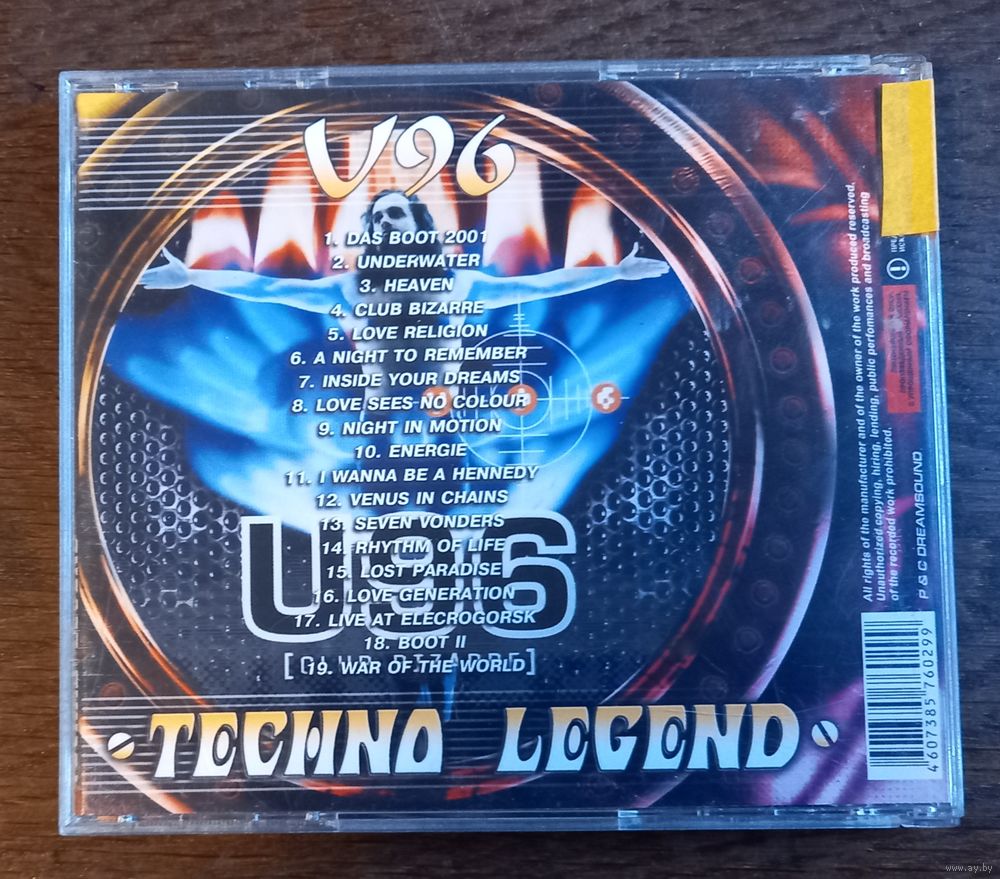 U96
1. DAS BOOT 2001
2. UNDERWATER
3. HEAVEN
4. CLUB BIZARRE
5. LOVE RELIGION
6. A NIGHT TO REMEMBER
7. INSIDE YOUR DREAMS
8. LOVE SEES NO COLOUR
9. NIGHT IN MOTION
10. ENERGIE
11. I WANNA BE A HENNEDY
12. VENUS IN CHAINS
13. SEVEN VONDERS
14. RHYTHM OF LIFE
15. LOST PARADISE
16. LOVE GENERATION
17. LIVE AT ELECROGORSK
18. BOOT II
19. WAR OF THE WORLD
U96
TECHNO LEGEND
All rights of the manufacturer and of the owner of the work produced reserved.
Unauthorized copying, hiring, lending, public perfomances and broadcasting
of the recorded work prohibited.
P & C DREAMSOUND
4 607385 760299
www.ay.by